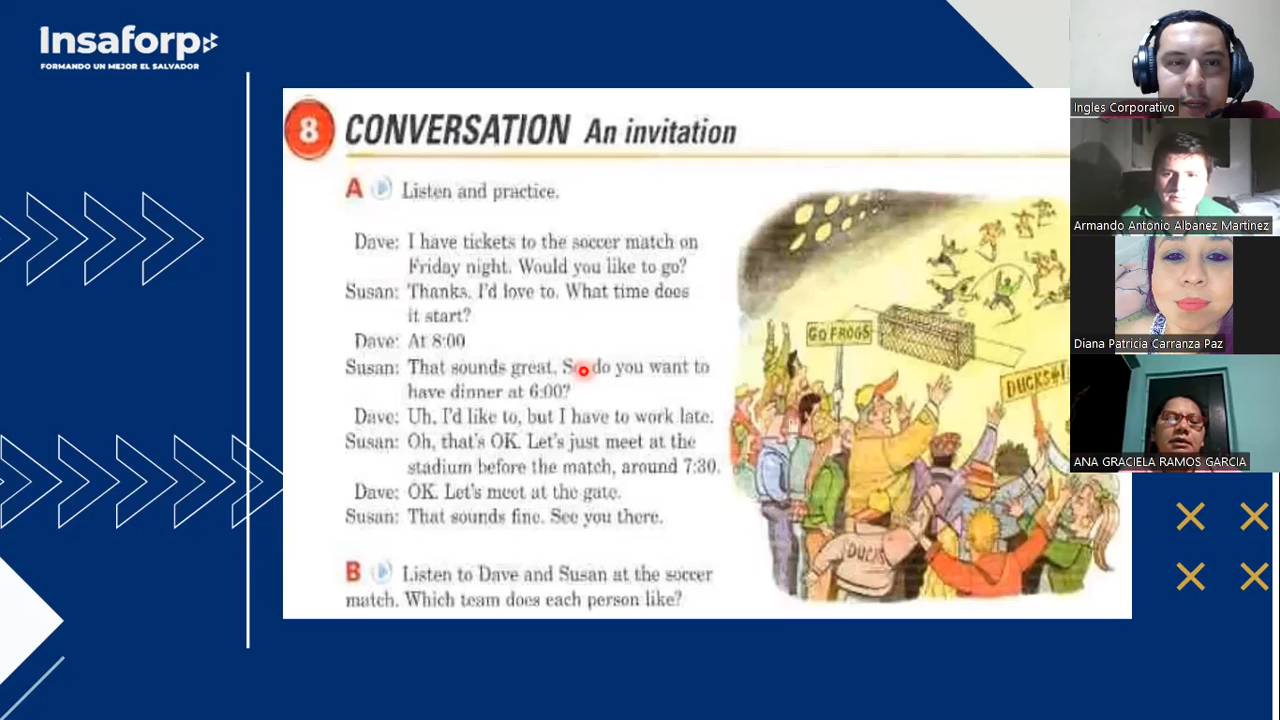 Insaforp
FORMANDO UN MEJOR EL SALVADOR
8 CONVERSATION An invitation
A Listen and practice.
Dave: I have tickets to the soccer match on
Friday night. Would you like to go?
Susan: Thanks. I'd love to. What time does
it start?
Dave: At 8:00
Susan: That sounds great. So do you want to
have dinner at 6:00?
Dave: Uh, I'd like to, but I have to work late.
Susan: Oh, that's OK. Let's just meet at the
stadium before the match, around 7:30.
Dave: OK. Let's meet at the gate.
Susan: That sounds fine. See you there.
B Listen to Dave and Susan at the soccer
match. Which team does each person like?
GO FROGS
DUCKS
DUCKS
Ingles Corporativo
Armando Antonio Albanez Martinez
Diana Patricia Carranza Paz
ANA GRACIELA RAMOS GARCIA